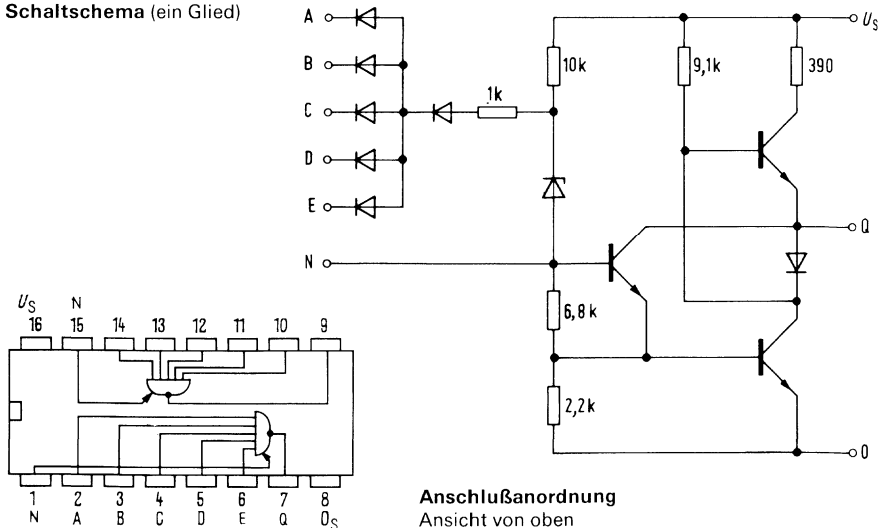 Schaltschema (ein Glied)
A
B
C
D
E
N
1k
10k
9,1k
390
U_S
Q
6,8k
2,2k
0
U_S N
16 15 14 13 12 11 10 9
1 2 3 4 5 6 7 8
N A B C D E Q 0_S
Anschlußanordnung
Ansicht von oben